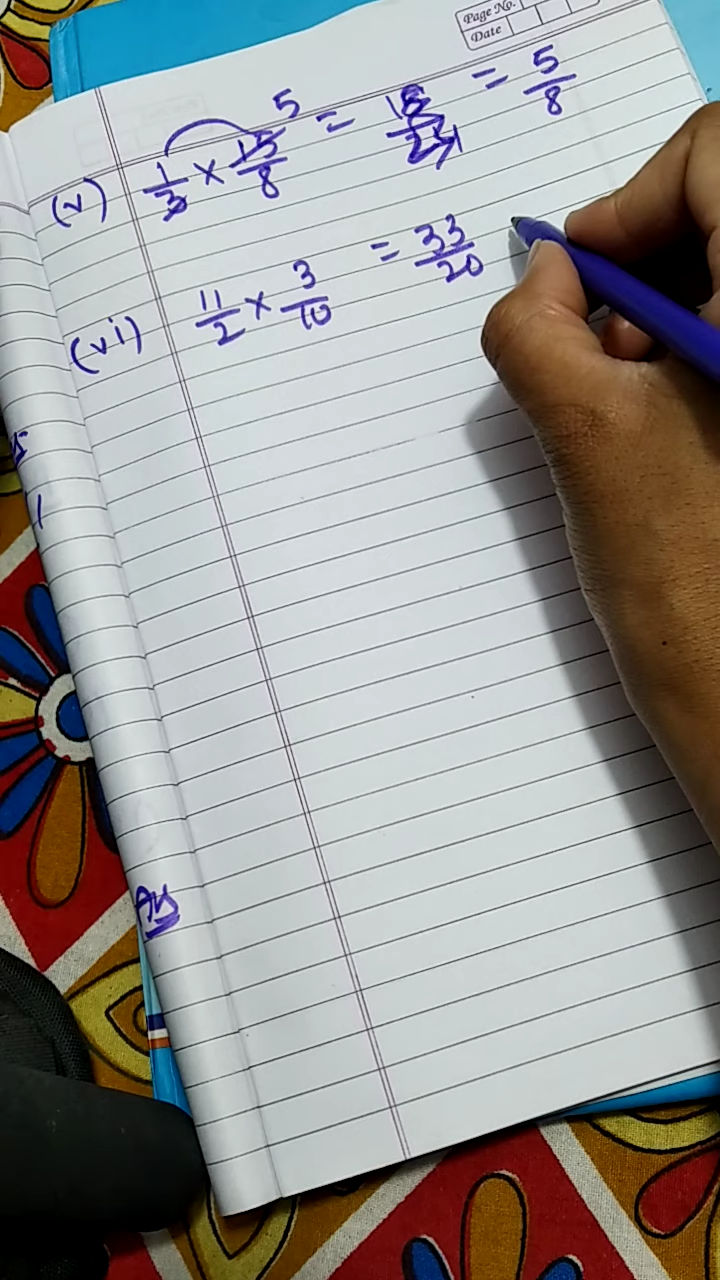 Page No.
Date
(v) 1/3 × 15/8 5 = 15/24 = 5/8
(vi) 11/2 × 3/10 = 33/20
Ans